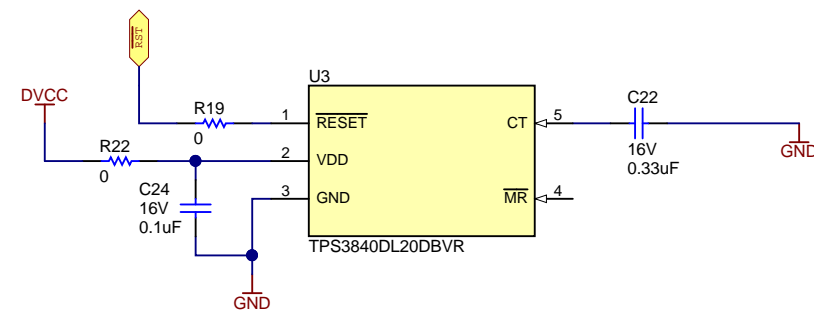 RST
U3
DVCC
R19
0
1
RESET
CT
5
C22
16V
0.33uF
GND
R22
0
2
VDD
C24
16V
0.1uF
3
GND
MR
4
TPS3840DL20DBVR
GND